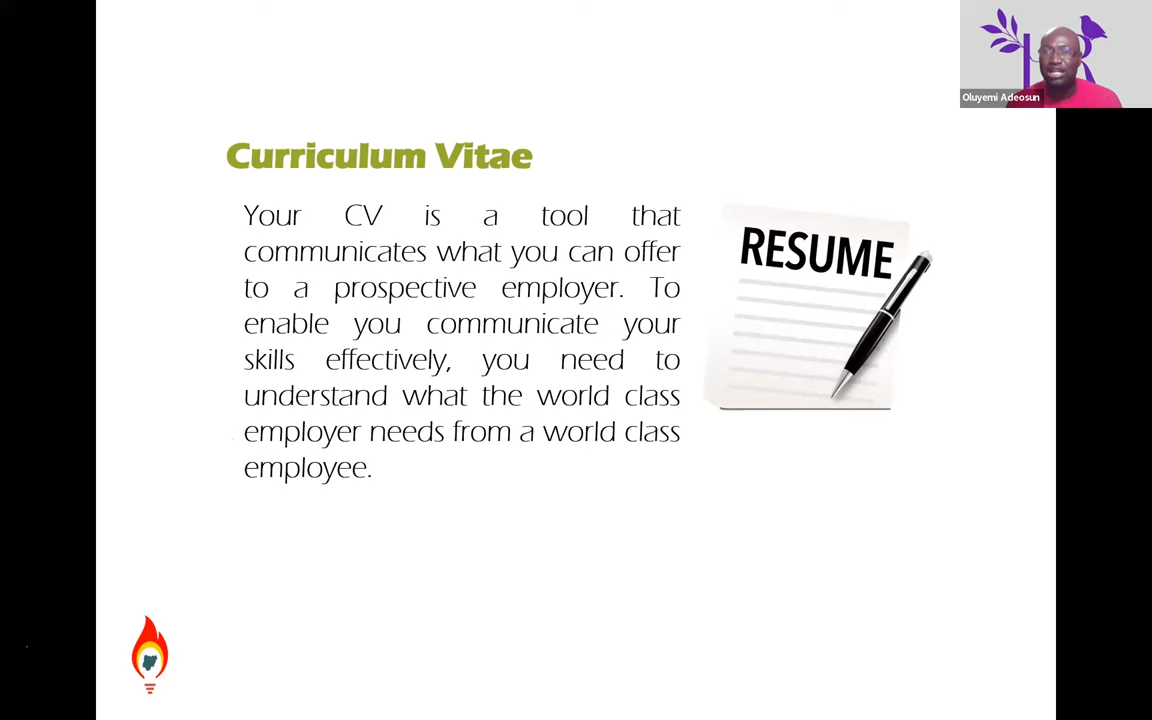 Oluyemi Adeosun
Curriculum Vitae
Your CV is a tool that
communicates what you can offer
to a prospective employer. To
enable you communicate your
skills effectively, you need to
understand what the world class
employer needs from a world class
employee.
RESUME